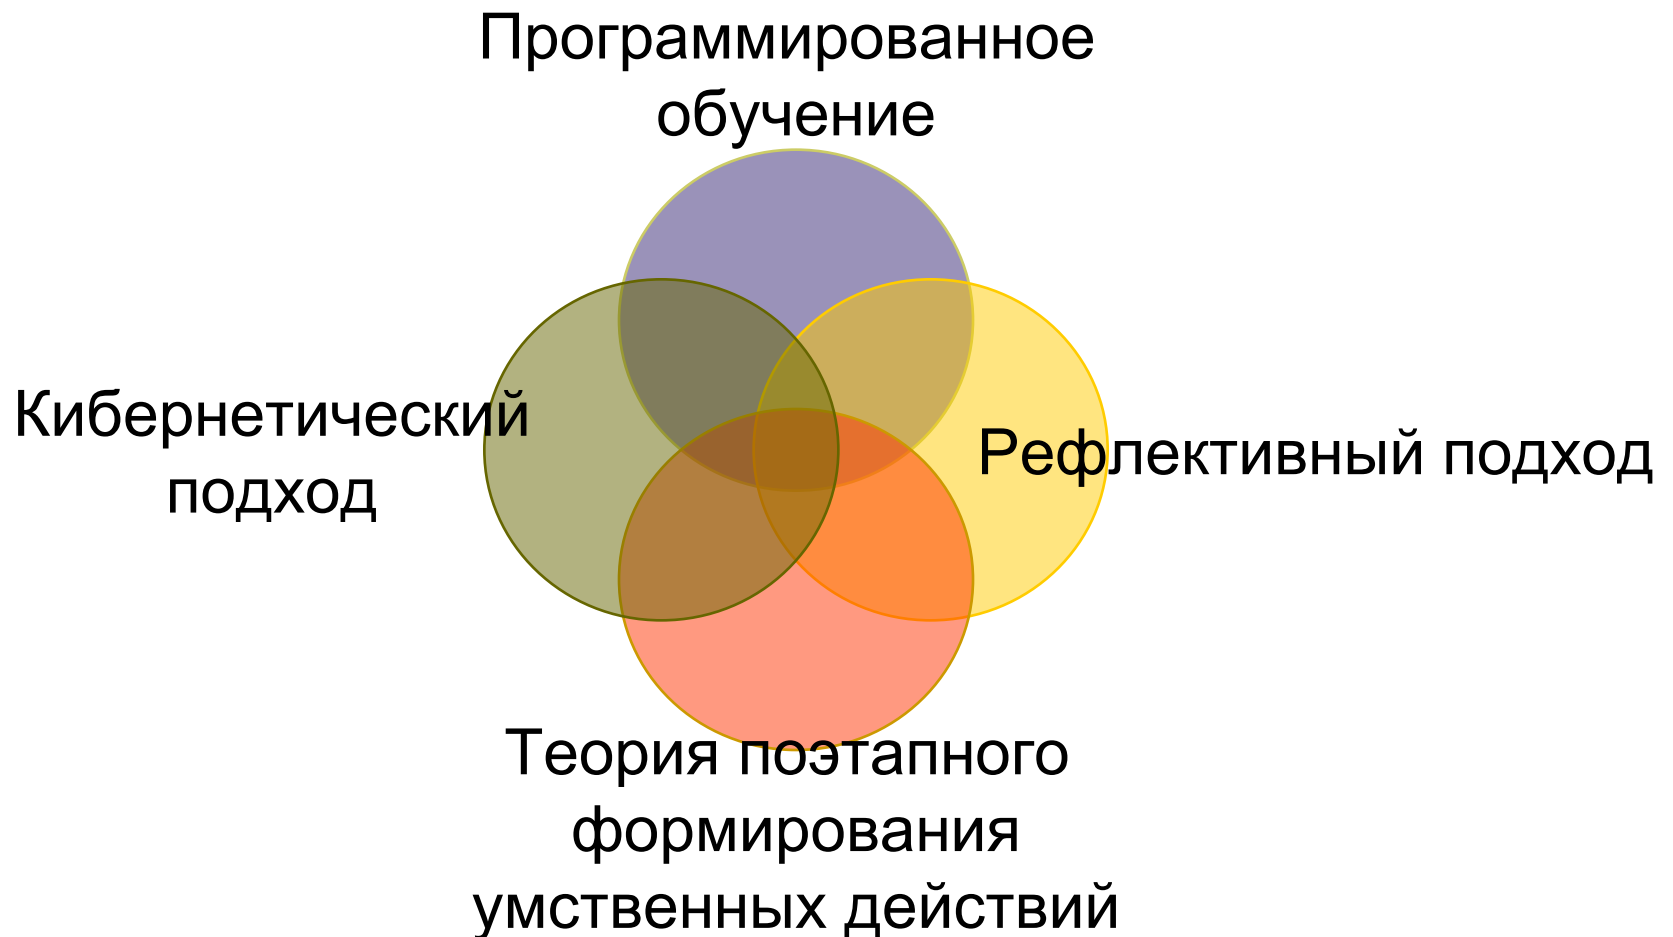 Программированное
обучение
Кибернетический
подход
Рефлективный подход
Теория поэтапного
формирования
умственных действий